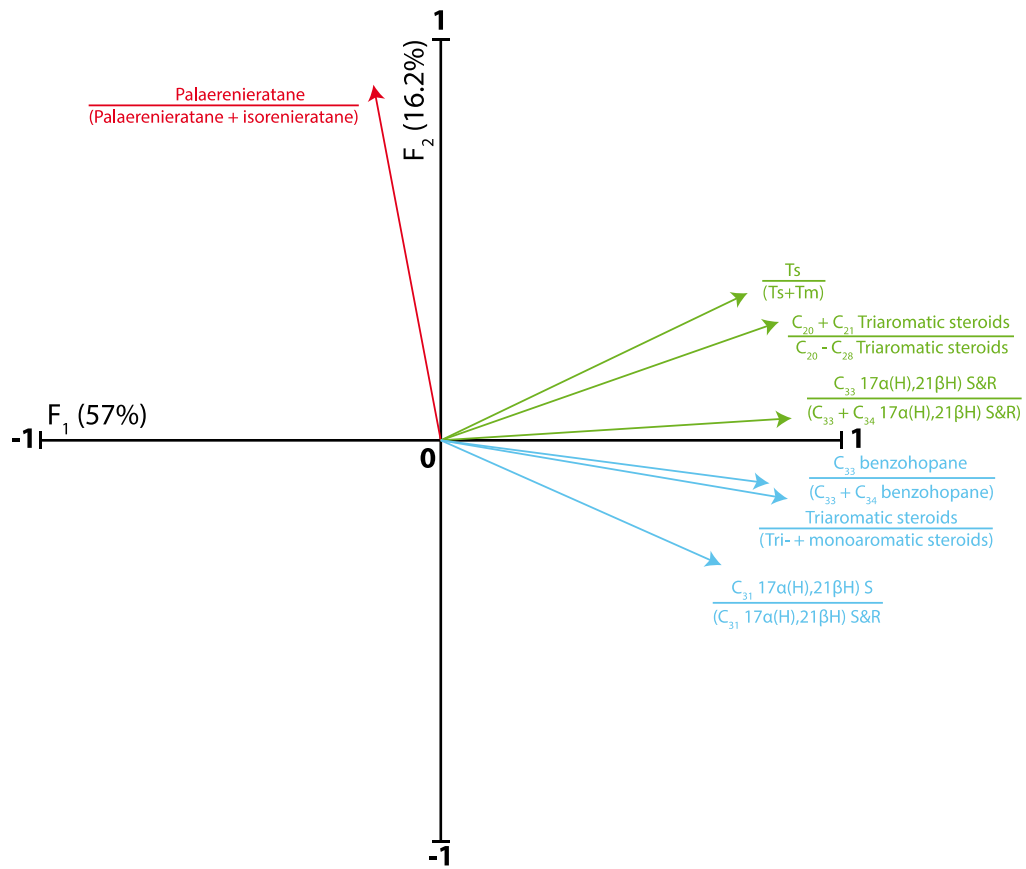 1
F2 (16.2%)
Palaerenieratane
(Palaerenieratane + isorenieratane)
Ts
(Ts+Tm)
C20 + C21 Triaromatic steroids
C20 - C28 Triaromatic steroids
C33 17α(H),21βH) S&R
(C33 + C34 17α(H),21βH) S&R)
F1 (57%)
-1
0
1
C33 benzohopane
(C33 + C34 benzohopane)
Triaromatic steroids
(Tri- + monoaromatic steroids)
C31 17α(H),21βH) S
(C31 17α(H),21βH) S&R
-1